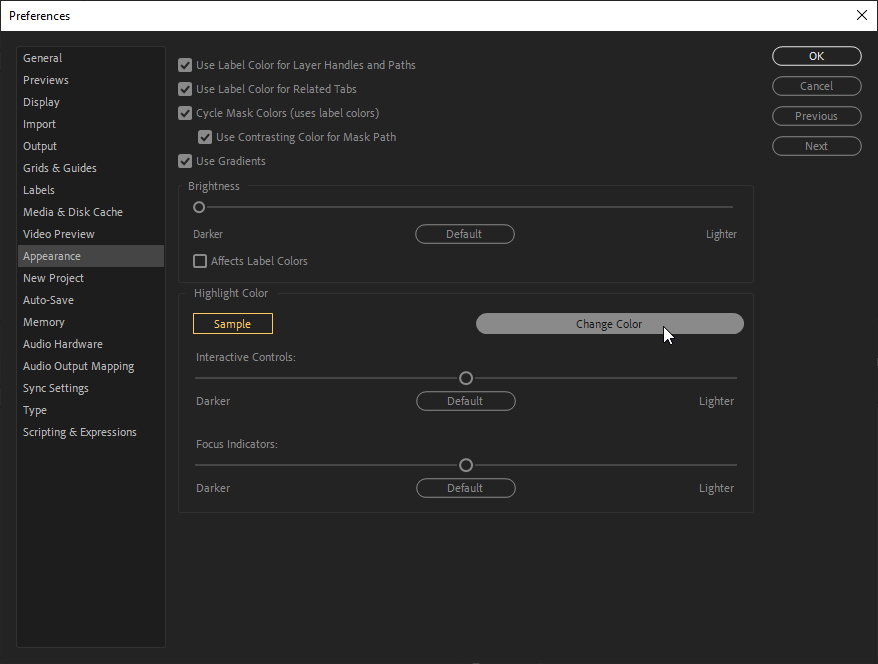 Preferences
General
Previews
Display
Import
Output
Grids & Guides
Labels
Media & Disk Cache
Video Preview
Appearance
New Project
Auto-Save
Memory
Audio Hardware
Audio Output Mapping
Sync Settings
Type
Scripting & Expressions
Use Label Color for Layer Handles and Paths
Use Label Color for Related Tabs
Cycle Mask Colors (uses label colors)
Use Contrasting Color for Mask Path
Use Gradients
Brightness
Darker Default Lighter
Affects Label Colors
Highlight Color
Sample Change Color
Interactive Controls:
Darker Default Lighter
Focus Indicators:
Darker Default Lighter
OK
Cancel
Previous
Next